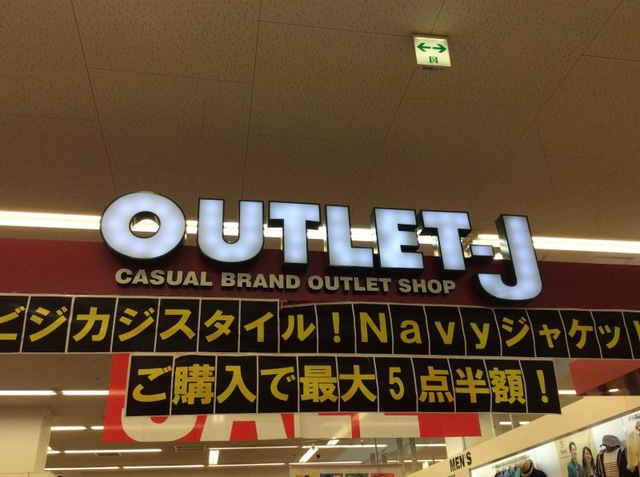 OUTLET-J
CASUAL BRAND OUTLET SHOP
ビジカジスタイル！Navyジャケッ
ご購入で最大5点半額！
SALE
MEN'S